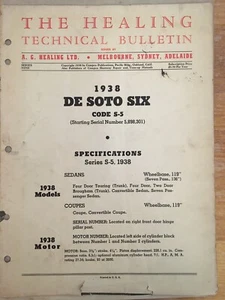 THE HEALING
TECHNICAL BULLETIN
ISSUED BY
A. G. HEALING LTD. • MELBOURNE, SYDNEY, ADELAIDE
1938
DE SOTO SIX
CODE S-5
(Starting Serial Number 5,898,301)
SPECIFICATIONS
Series S-5, 1938
1938
Models
SEDANS Wheelbase, 119"
(Seven Pass., 136")
Four Door Touring (Trunk), Four Door, Two Door
Brougham (Trunk), Convertible Sedan, Seven Pas-
senger Sedan.
COUPES Wheelbase, 119"
Coupe, Convertible Coupe.
SERIAL NUMBER: Located on right front door hinge
pillar post.
1938
Motor
MOTOR NUMBER: Located left side of cylinder block
between Number 1 and Number 2 cylinders.